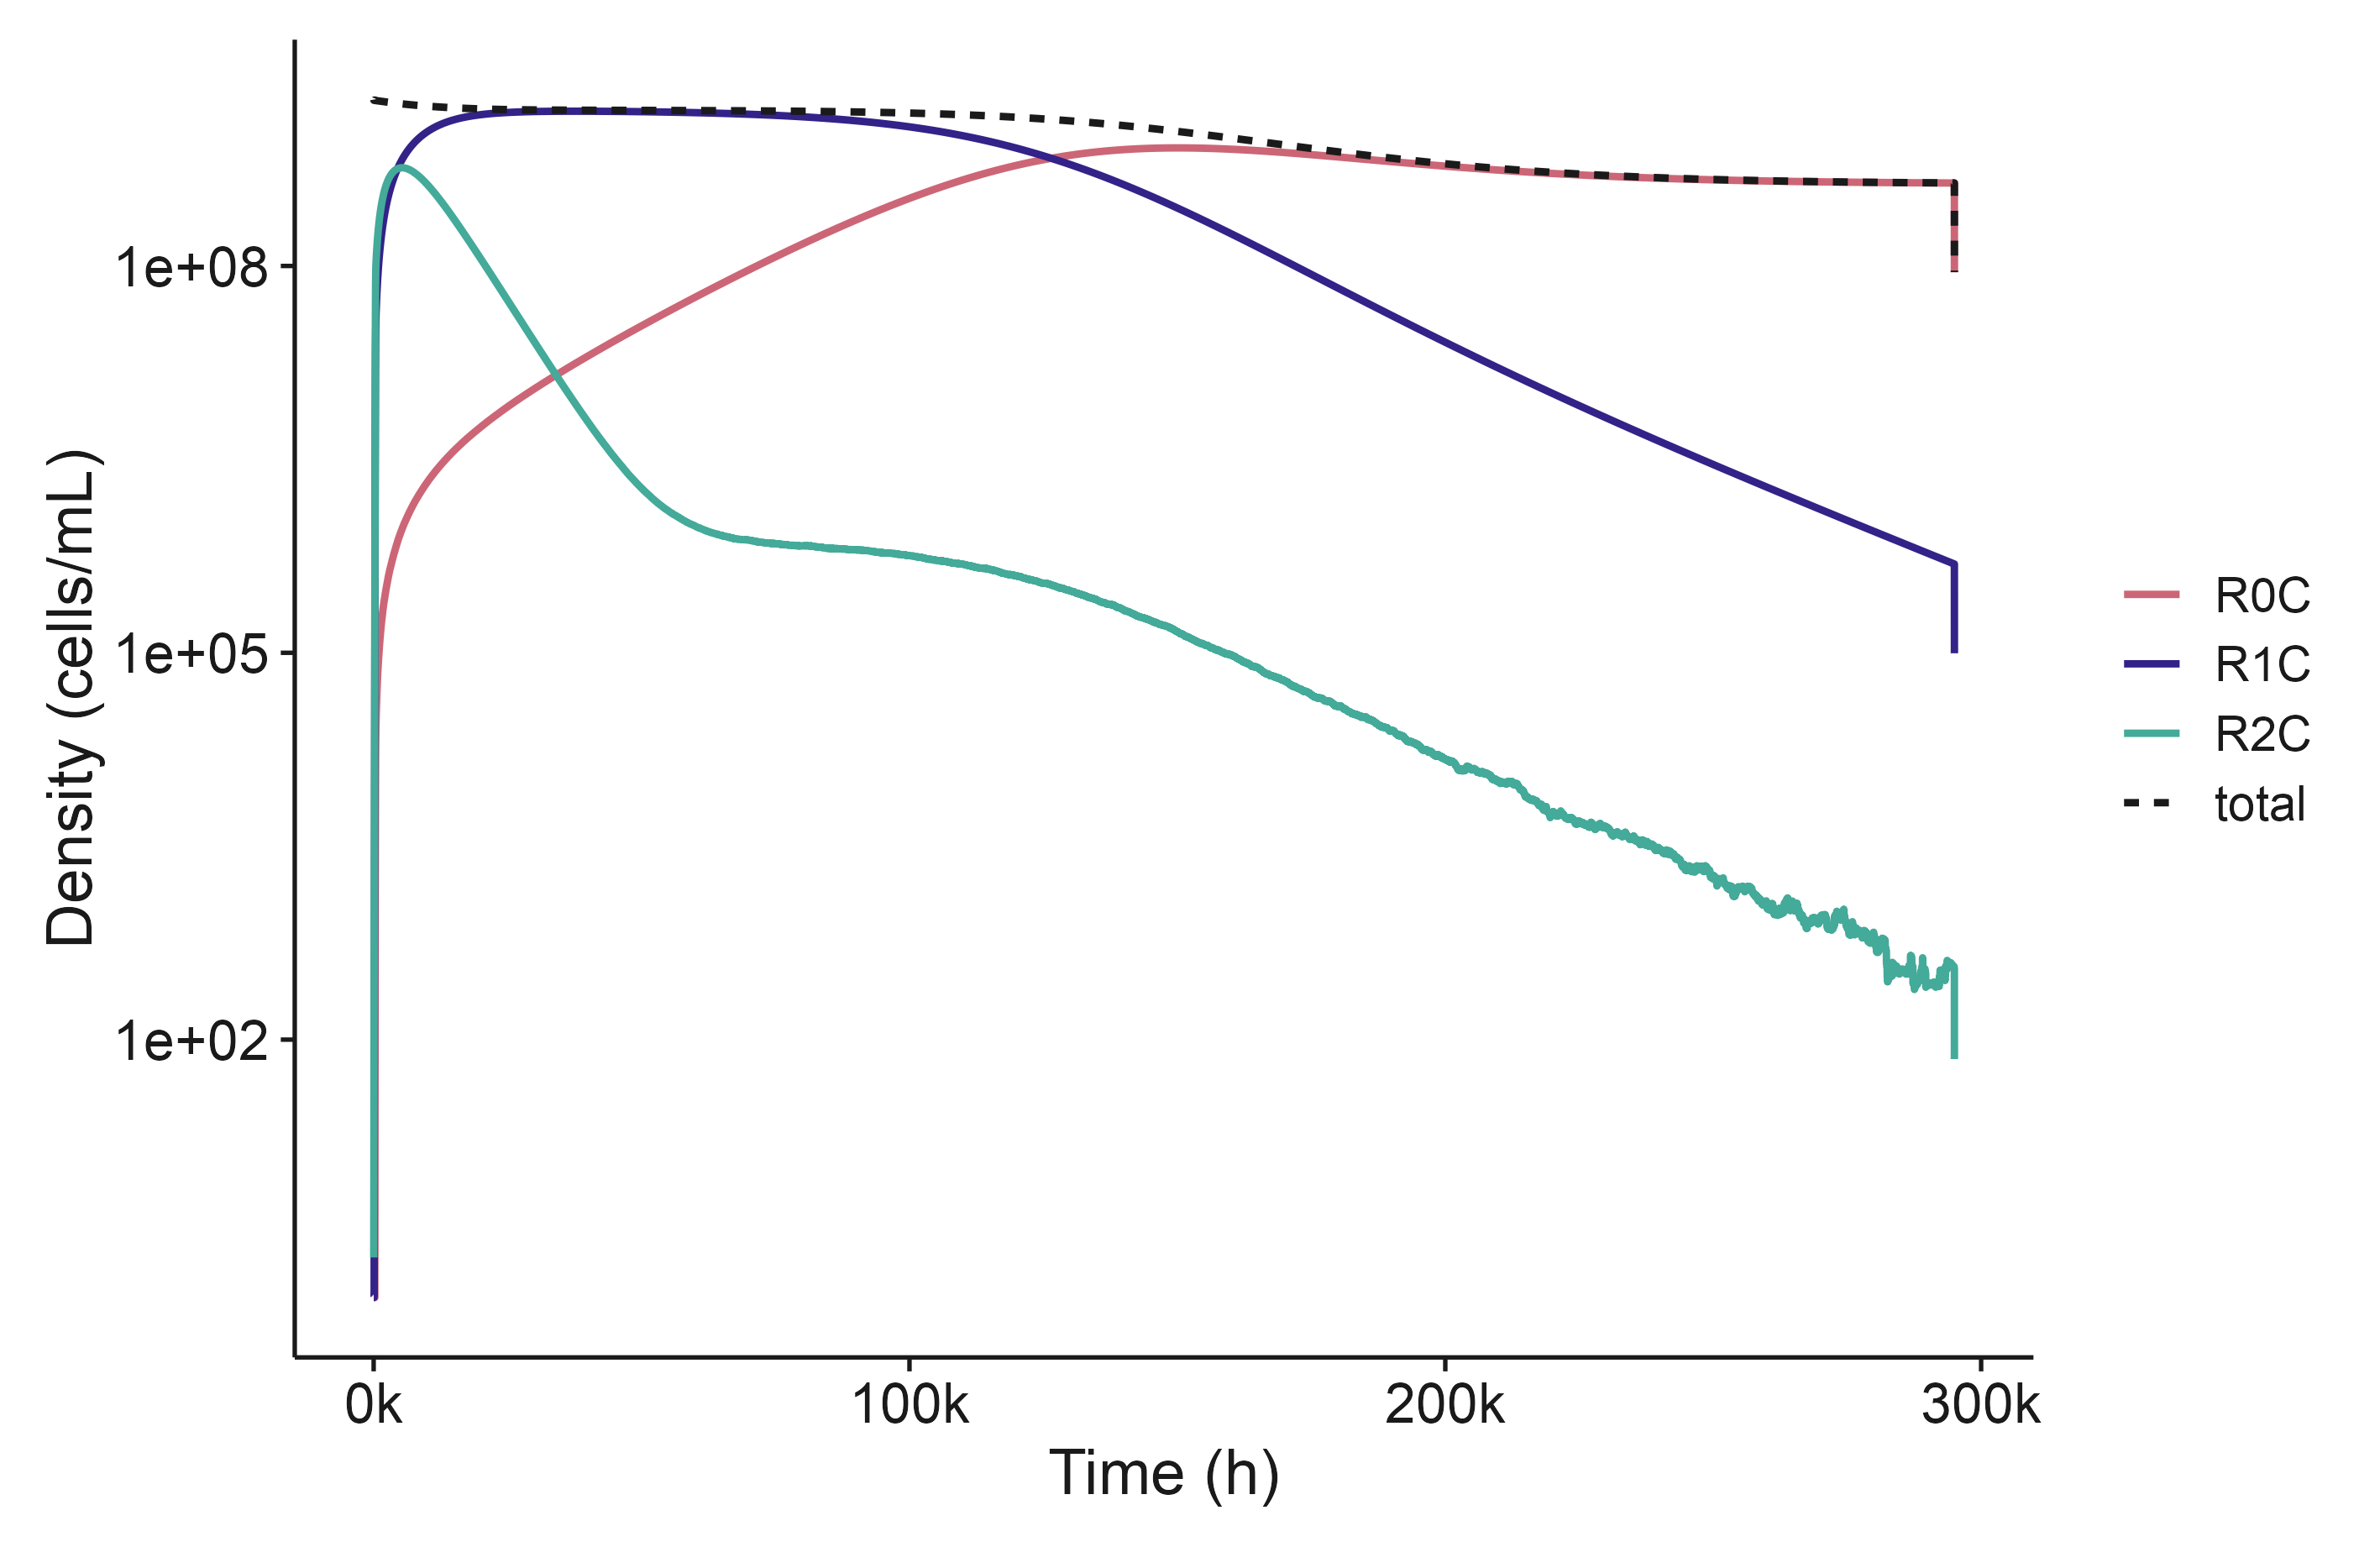 Density (cells/mL)
1e+08
1e+05
1e+02
0k
100k
200k
300k
Time (h)
R0C
R1C
R2C
total